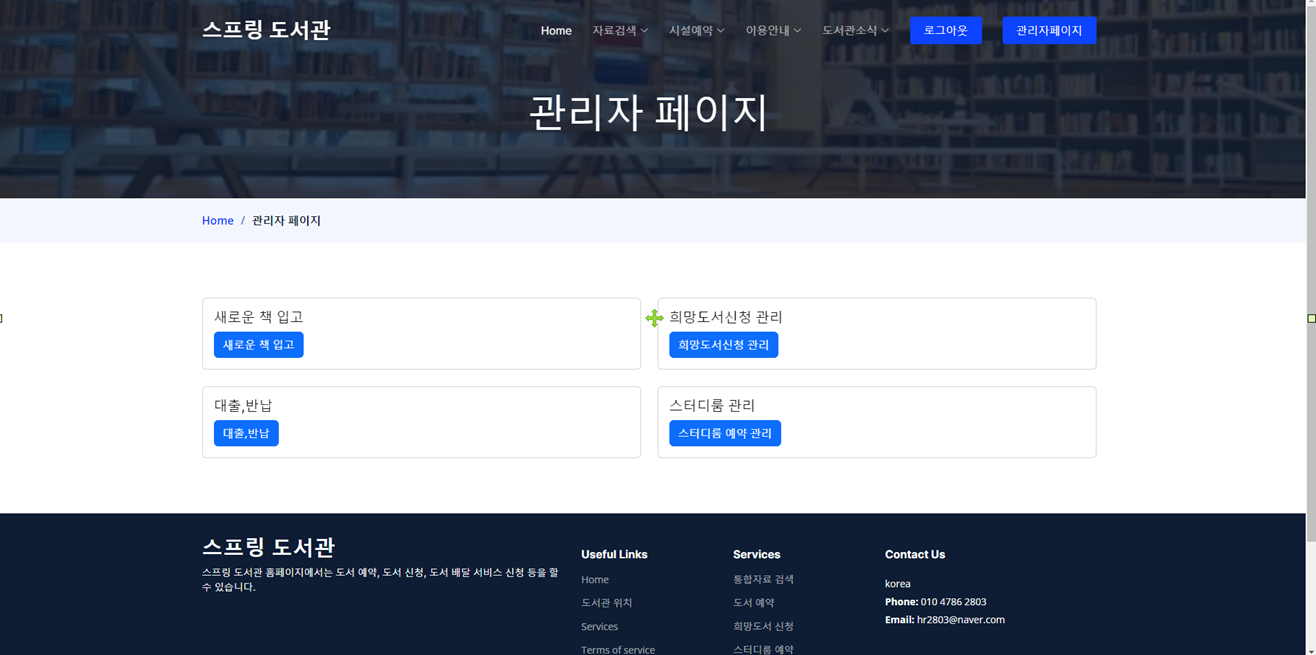 스프링 도서관
Home 자료검색 시설예약 이용안내 도서관소식 로그아웃 관리자페이지
관리자 페이지
Home / 관리자 페이지
새로운 책 입고
새로운 책 입고
희망도서신청 관리
희망도서신청 관리
대출,반납
대출,반납
스터디룸 관리
스터디룸 예약 관리
스프링 도서관
스프링 도서관 홈페이지에서는 도서 예약, 도서 신청, 도서 배달 서비스 신청 등을 할
수 있습니다.
Useful Links
Home
도서관 위치
Services
Terms of service
Services
통합자료 검색
도서 예약
희망도서 신청
스터디룸 예약
Contact Us
korea
Phone: 010 4786 2803
Email: hr2803@naver.com